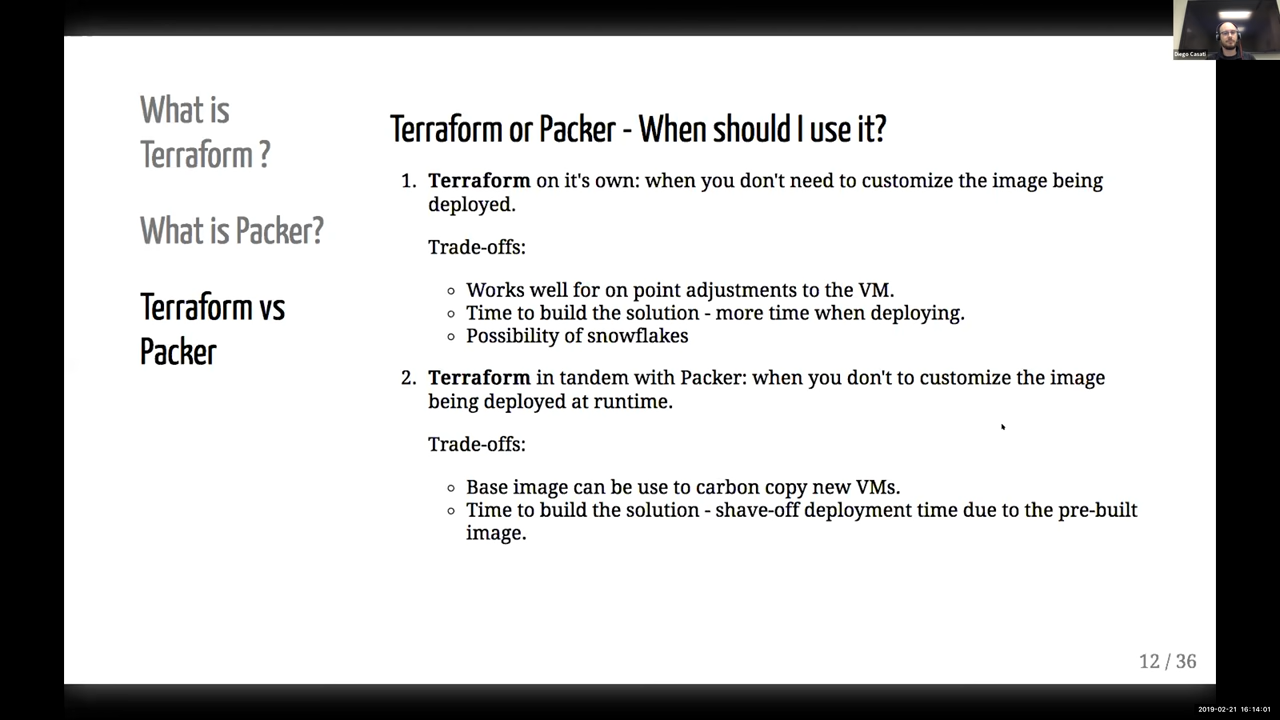 Diego Casati
What is
Terraform ?
What is Packer?
Terraform vs
Packer
Terraform or Packer - When should I use it?
1. Terraform on it's own: when you don't need to customize the image being
deployed.
Trade-offs:
◦ Works well for on point adjustments to the VM.
◦ Time to build the solution - more time when deploying.
◦ Possibility of snowflakes
2. Terraform in tandem with Packer: when you don't to customize the image
being deployed at runtime.
Trade-offs:
◦ Base image can be use to carbon copy new VMs.
◦ Time to build the solution - shave-off deployment time due to the pre-built
image.
12 / 36
2019-02-21 16:14:01